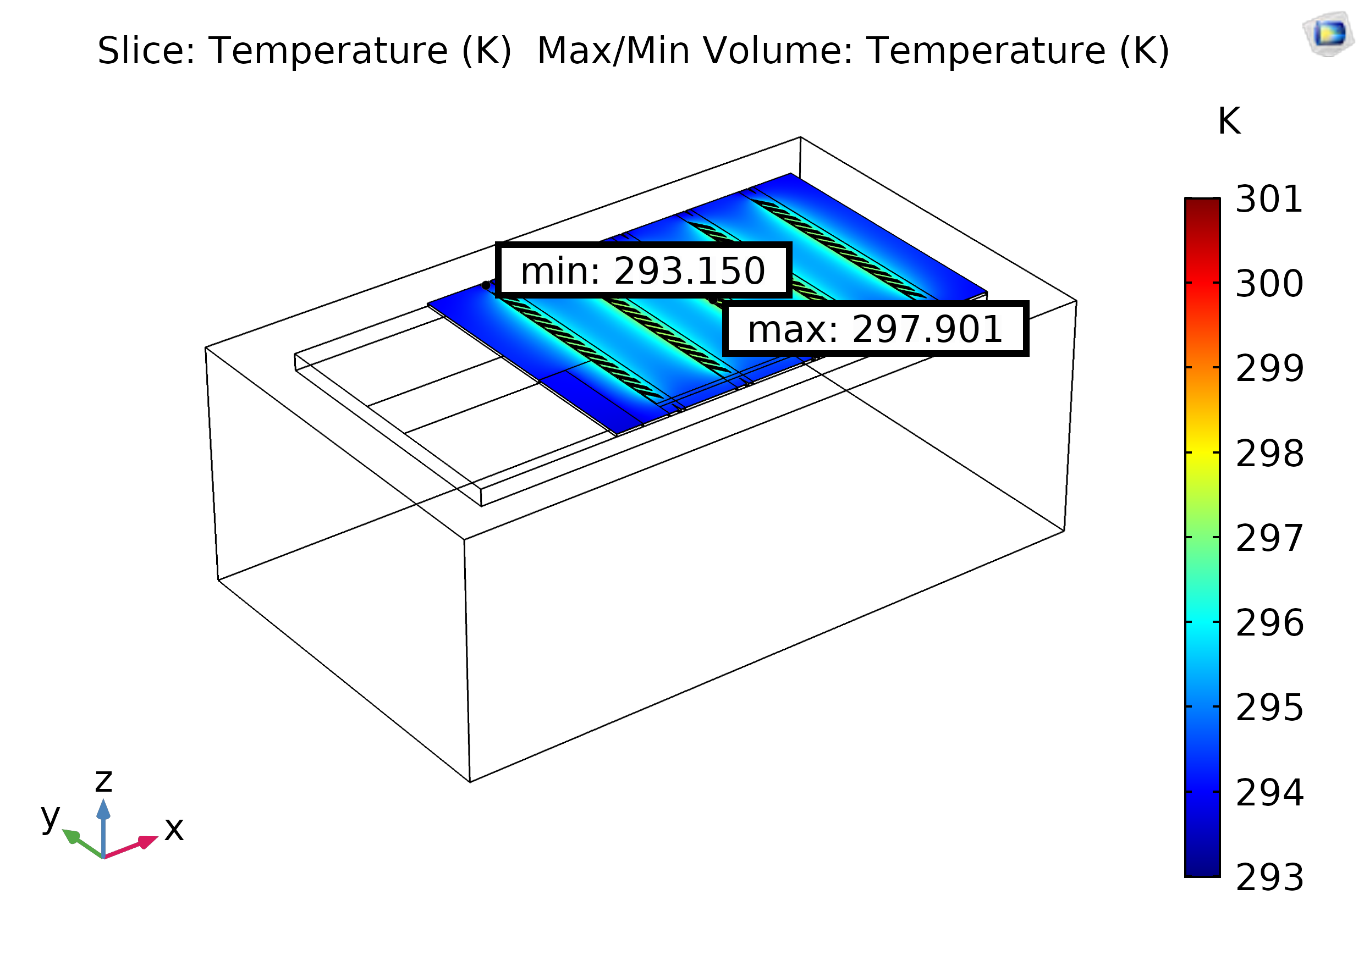 Slice: Temperature (K)  Max/Min Volume: Temperature (K)
K
301
300
299
298
297
296
295
294
293
min: 293.150
max: 297.901
z
y
x